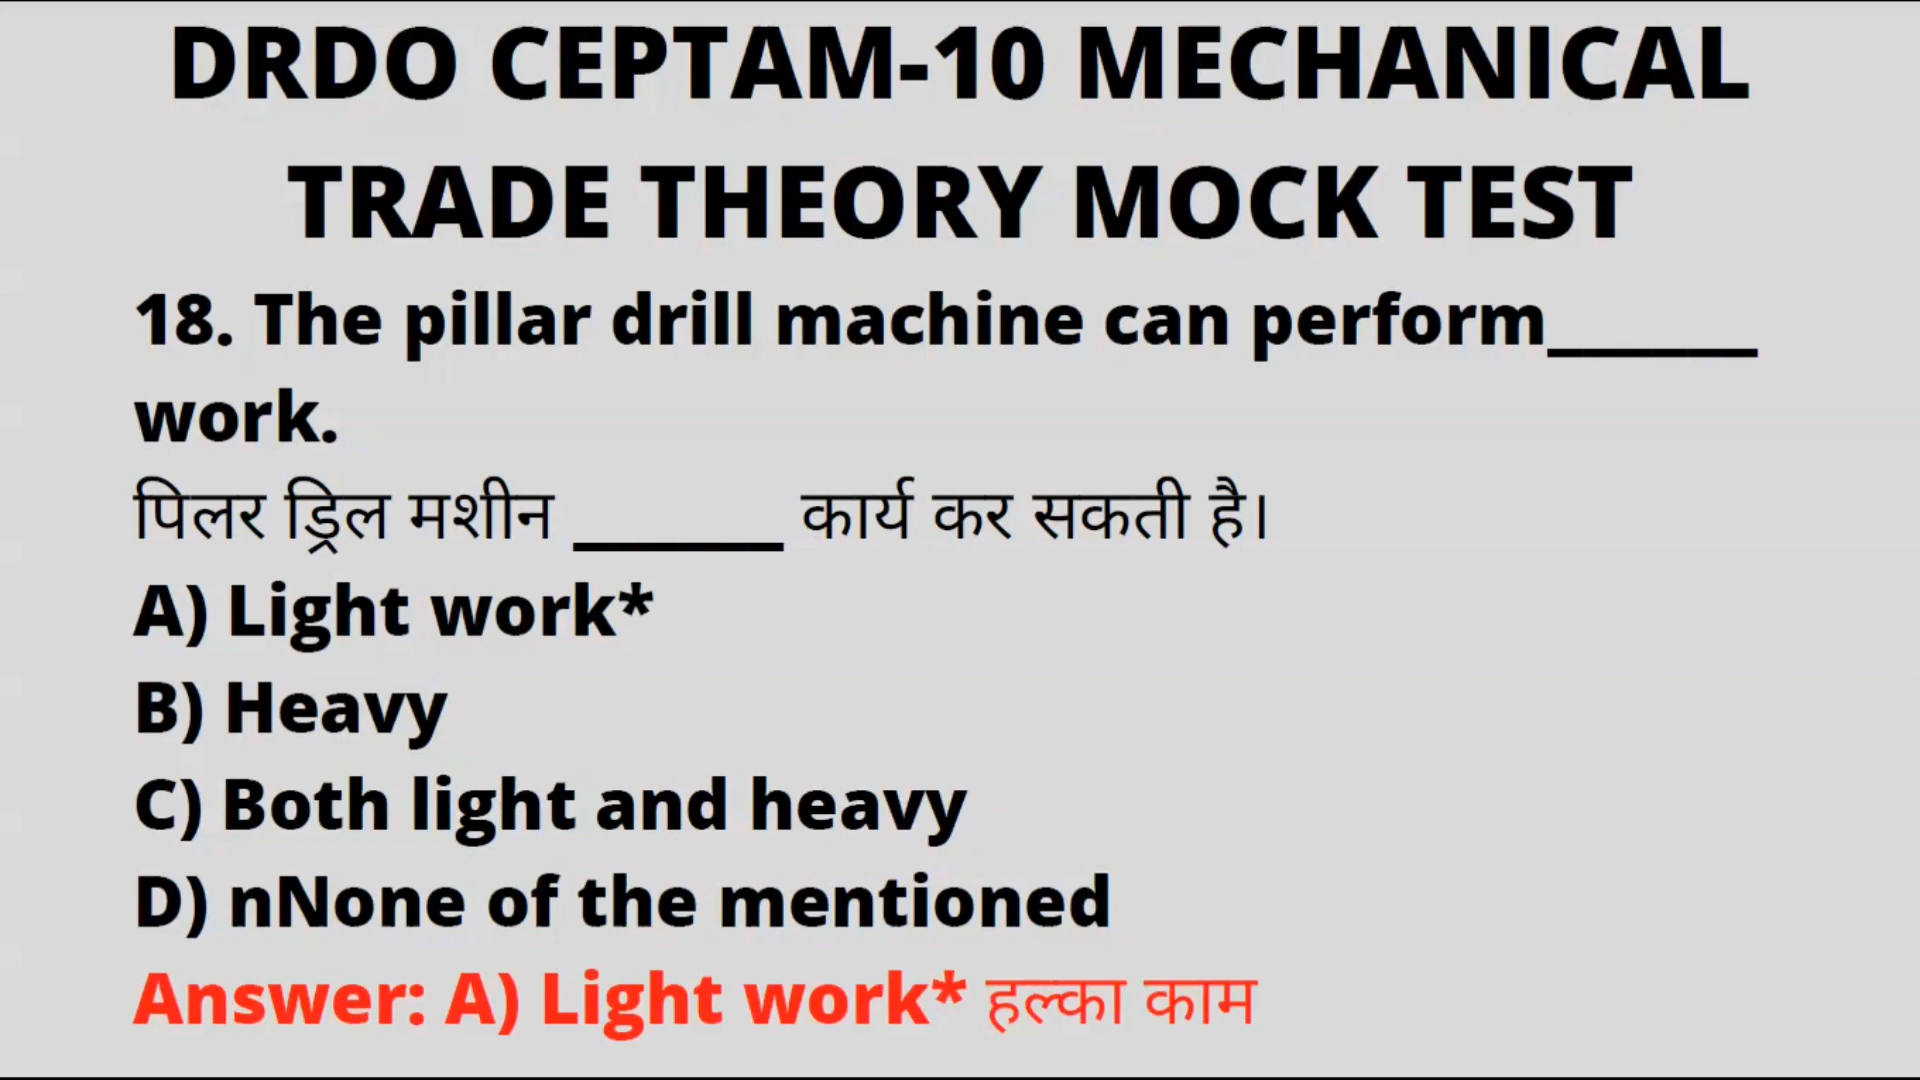 DRDO CEPTAM-10 MECHANICAL
TRADE THEORY MOCK TEST
18. The pillar drill machine can perform______
work.
पिलर ड्रिल मशीन ______ कार्य कर सकती है।
A) Light work*
B) Heavy
C) Both light and heavy
D) nNone of the mentioned
Answer: A) Light work* हल्का काम